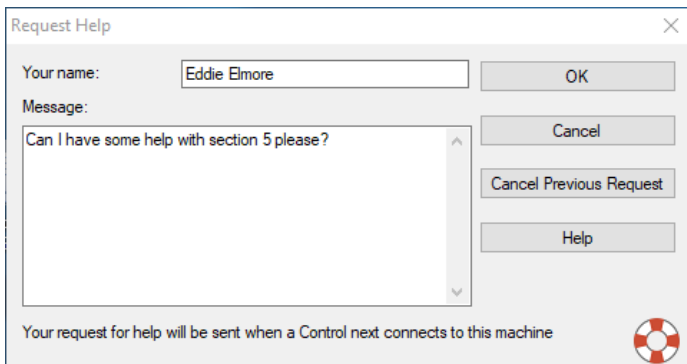 Request Help
Your name:
Eddie Elmore
OK
Message:
Can I have some help with section 5 please?
Cancel
Cancel Previous Request
Help
Your request for help will be sent when a Control next connects to this machine